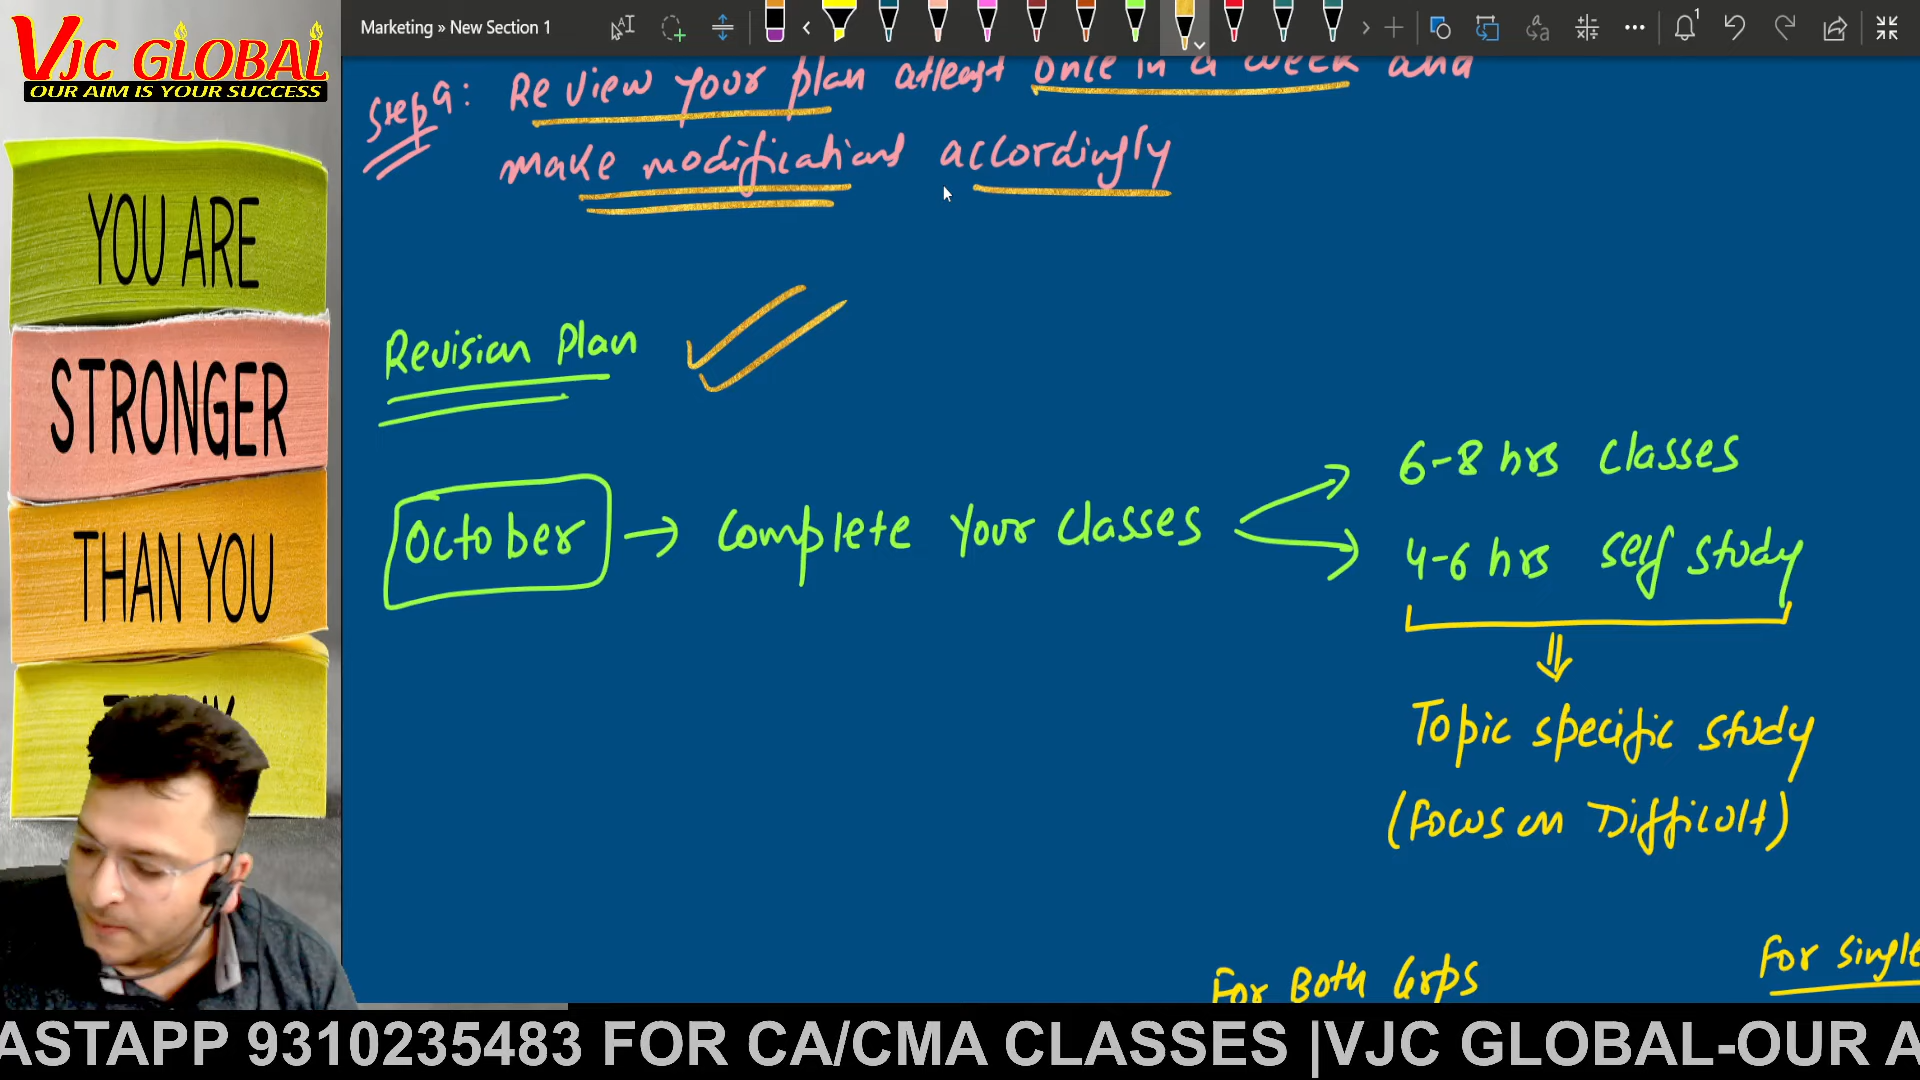 VJC GLOBAL
OUR AIM IS YOUR SUCCESS
Marketing » New Section 1
YOU ARE
STRONGER
THAN YOU
Step 9: Review your plan atleast once in a week and
make modifications accordingly
Revision Plan
October → Complete Your Classes
6-8 hrs classes
4-6 hrs self study
Topic specific study
(Focus on Difficult)
For Both Grps
For Single
ASTAPP 9310235483 FOR CA/CMA CLASSES |VJC GLOBAL-OUR A